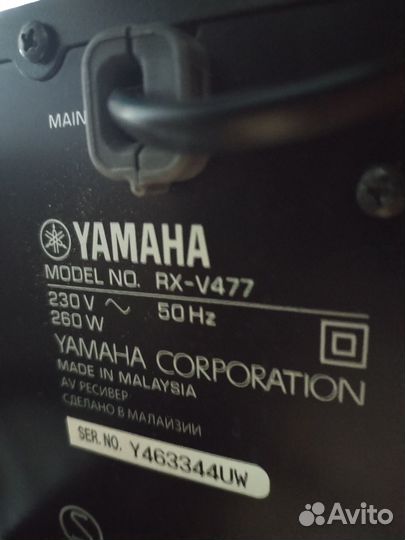 MAIN
YAMAHA
MODEL NO. RX-V477
230 V ~ 50 Hz
260 W
YAMAHA CORPORATION
MADE IN MALAYSIA
AV РЕСИВЕР
СДЕЛАНО В МАЛАЙЗИИ
SER. NO. Y463344UW
Avito